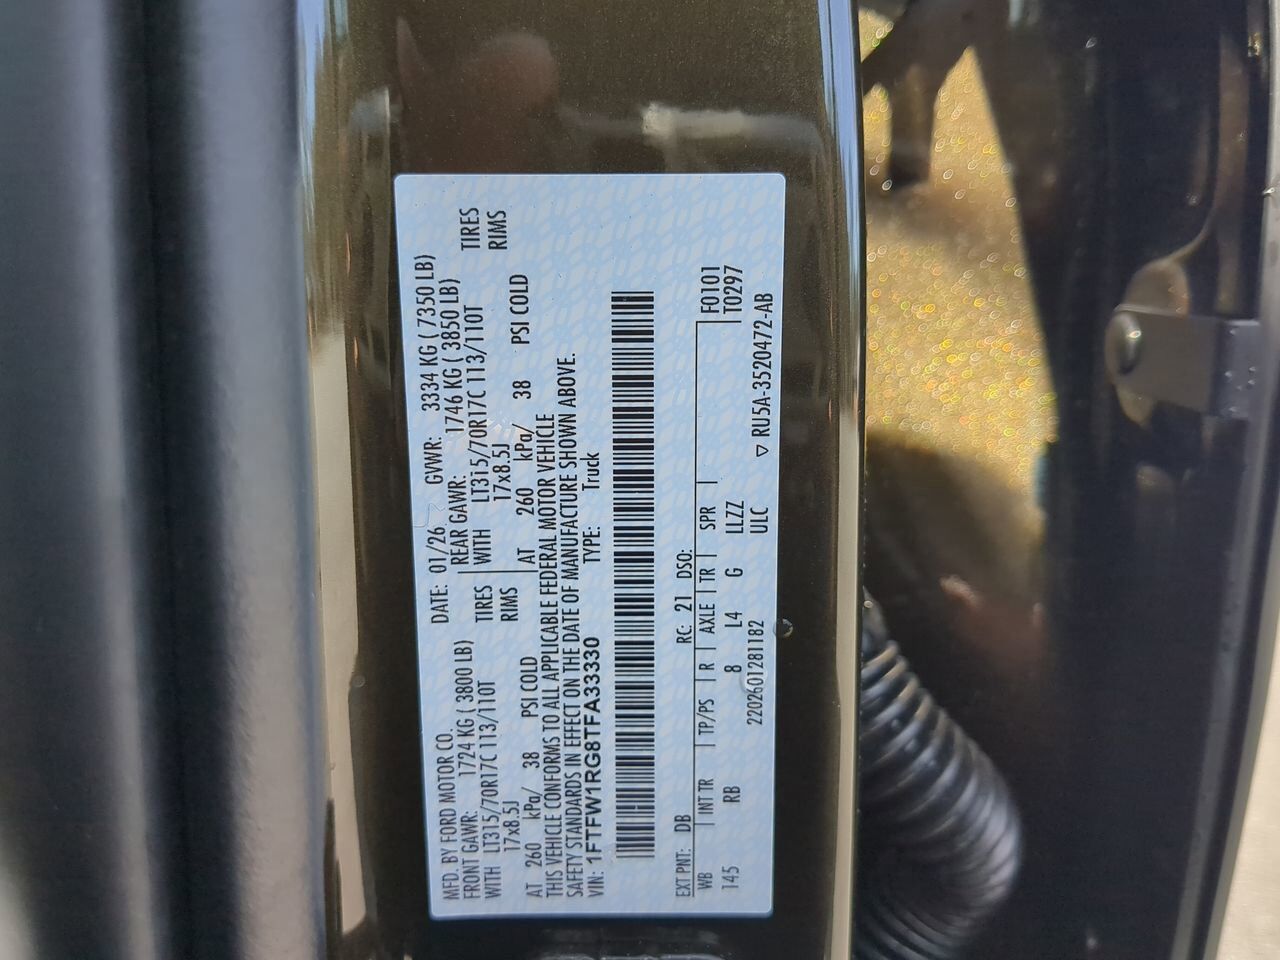 MFD. BY FORD MOTOR CO.
DATE: 01/26 GVWR: 3334 KG ( 7350 LB)
FRONT GAWR: 1724 KG ( 3800 LB) REAR GAWR: 1746 KG ( 3850 LB)
WITH LT315/70R17C 113/110T TIRES WITH LT315/70R17C 113/110T TIRES
17x8.5J RIMS 17x8.5J RIMS
AT 260 kPa/ 38 PSI COLD AT 260 kPa/ 38 PSI COLD
THIS VEHICLE CONFORMS TO ALL APPLICABLE FEDERAL MOTOR VEHICLE
SAFETY STANDARDS IN EFFECT ON THE DATE OF MANUFACTURE SHOWN ABOVE.
VIN: 1FTFW1RG8TFA33330 TYPE: Truck
EXT PNT: DB RC: 21 DSO:
WB INT TR TP/PS R AXLE TR SPR F0101
145 RB 8 L4 G LLZZ T0297
2202601281182 ULC ▽ RU5A-3520472-AB